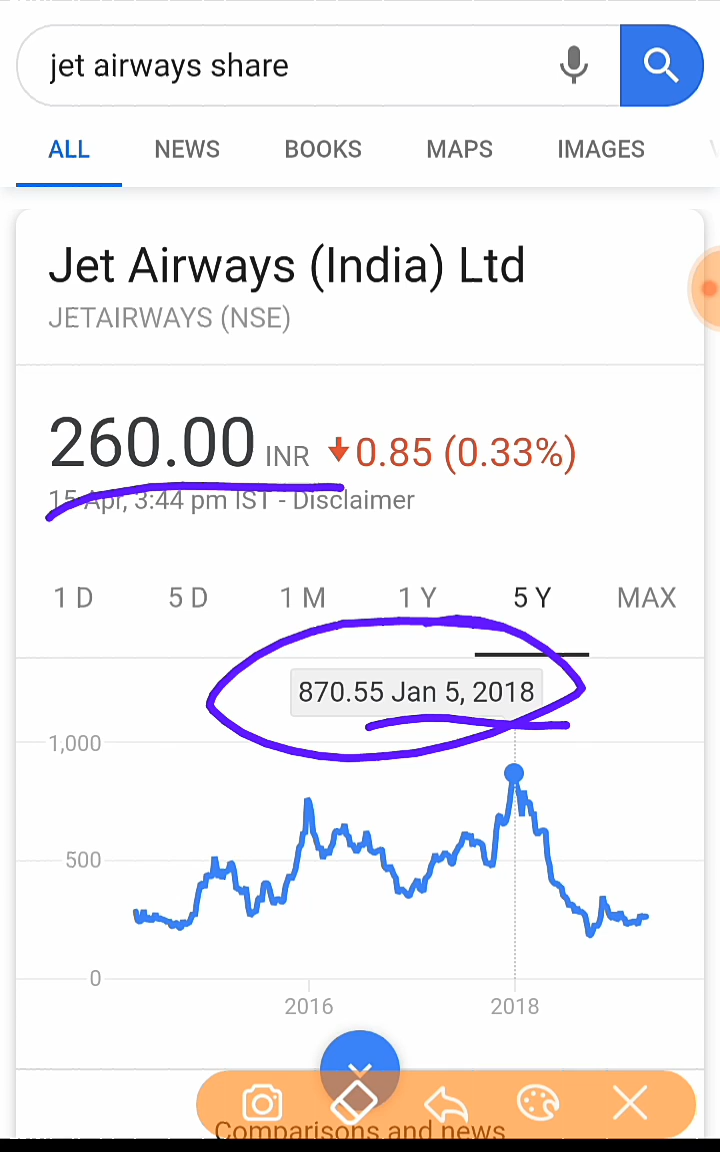 jet airways share
ALL NEWS BOOKS MAPS IMAGES
Jet Airways (India) Ltd
JETAIRWAYS (NSE)
260.00 INR 0.85 (0.33%)
15 Apr, 3:44 pm IST - Disclaimer
1 D 5 D 1 M 1 Y 5 Y MAX
870.55 Jan 5, 2018
1,000
500
0
2016 2018
Comparisons and news